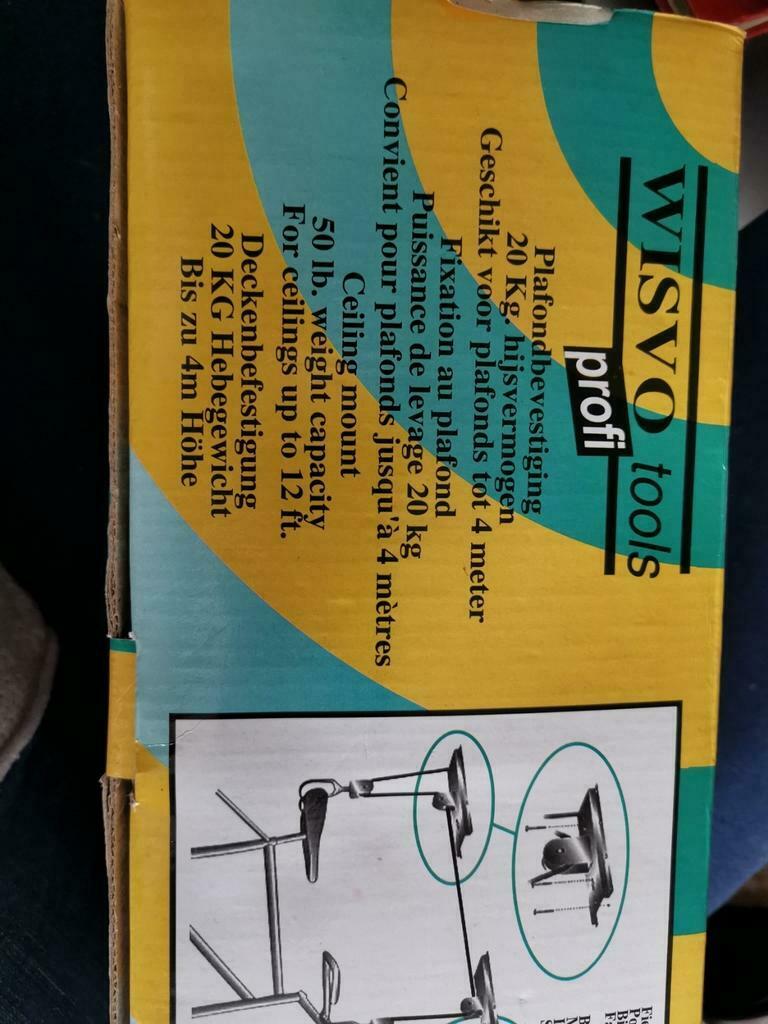 WISVO tools
profi
Plafondbevestiging
20 Kg. hijsvermogen
Geschikt voor plafonds tot 4 meter
Fixation au plafond
Puissance de levage 20 kg
Convient pour plafonds jusqu'à 4 mètres
Ceiling mount
50 lb. weight capacity
For ceilings up to 12 ft.
Deckenbefestigung
20 KG Hebegewicht
Bis zu 4m Höhe